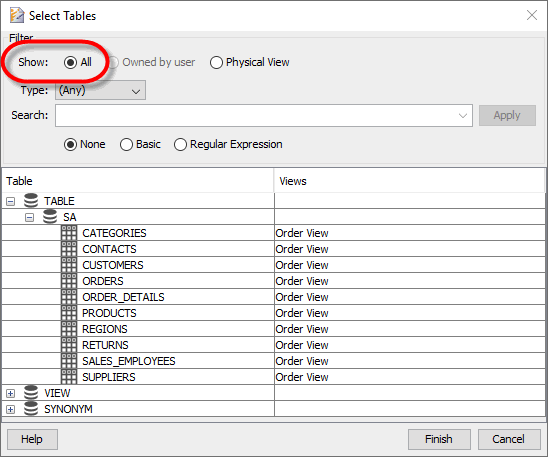 Select Tables
Filter
Show: All Owned by user Physical View
Type: (Any)
Search: Apply
None Basic Regular Expression
Table Views
TABLE
SA
CATEGORIES Order View
CONTACTS Order View
CUSTOMERS Order View
ORDERS Order View
ORDER_DETAILS Order View
PRODUCTS Order View
REGIONS Order View
RETURNS Order View
SALES_EMPLOYEES Order View
SUPPLIERS Order View
VIEW
SYNONYM
Help Finish Cancel